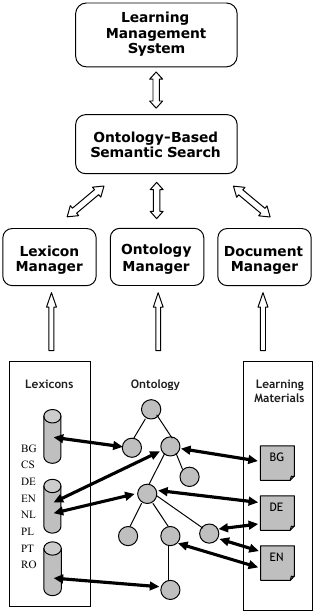 Learning
Management
System
Ontology-Based
Semantic Search
Lexicon
Manager
Ontology
Manager
Document
Manager
Lexicons
Ontology
Learning
Materials
BG
CS
DE
EN
NL
PL
PT
RO
BG
DE
EN